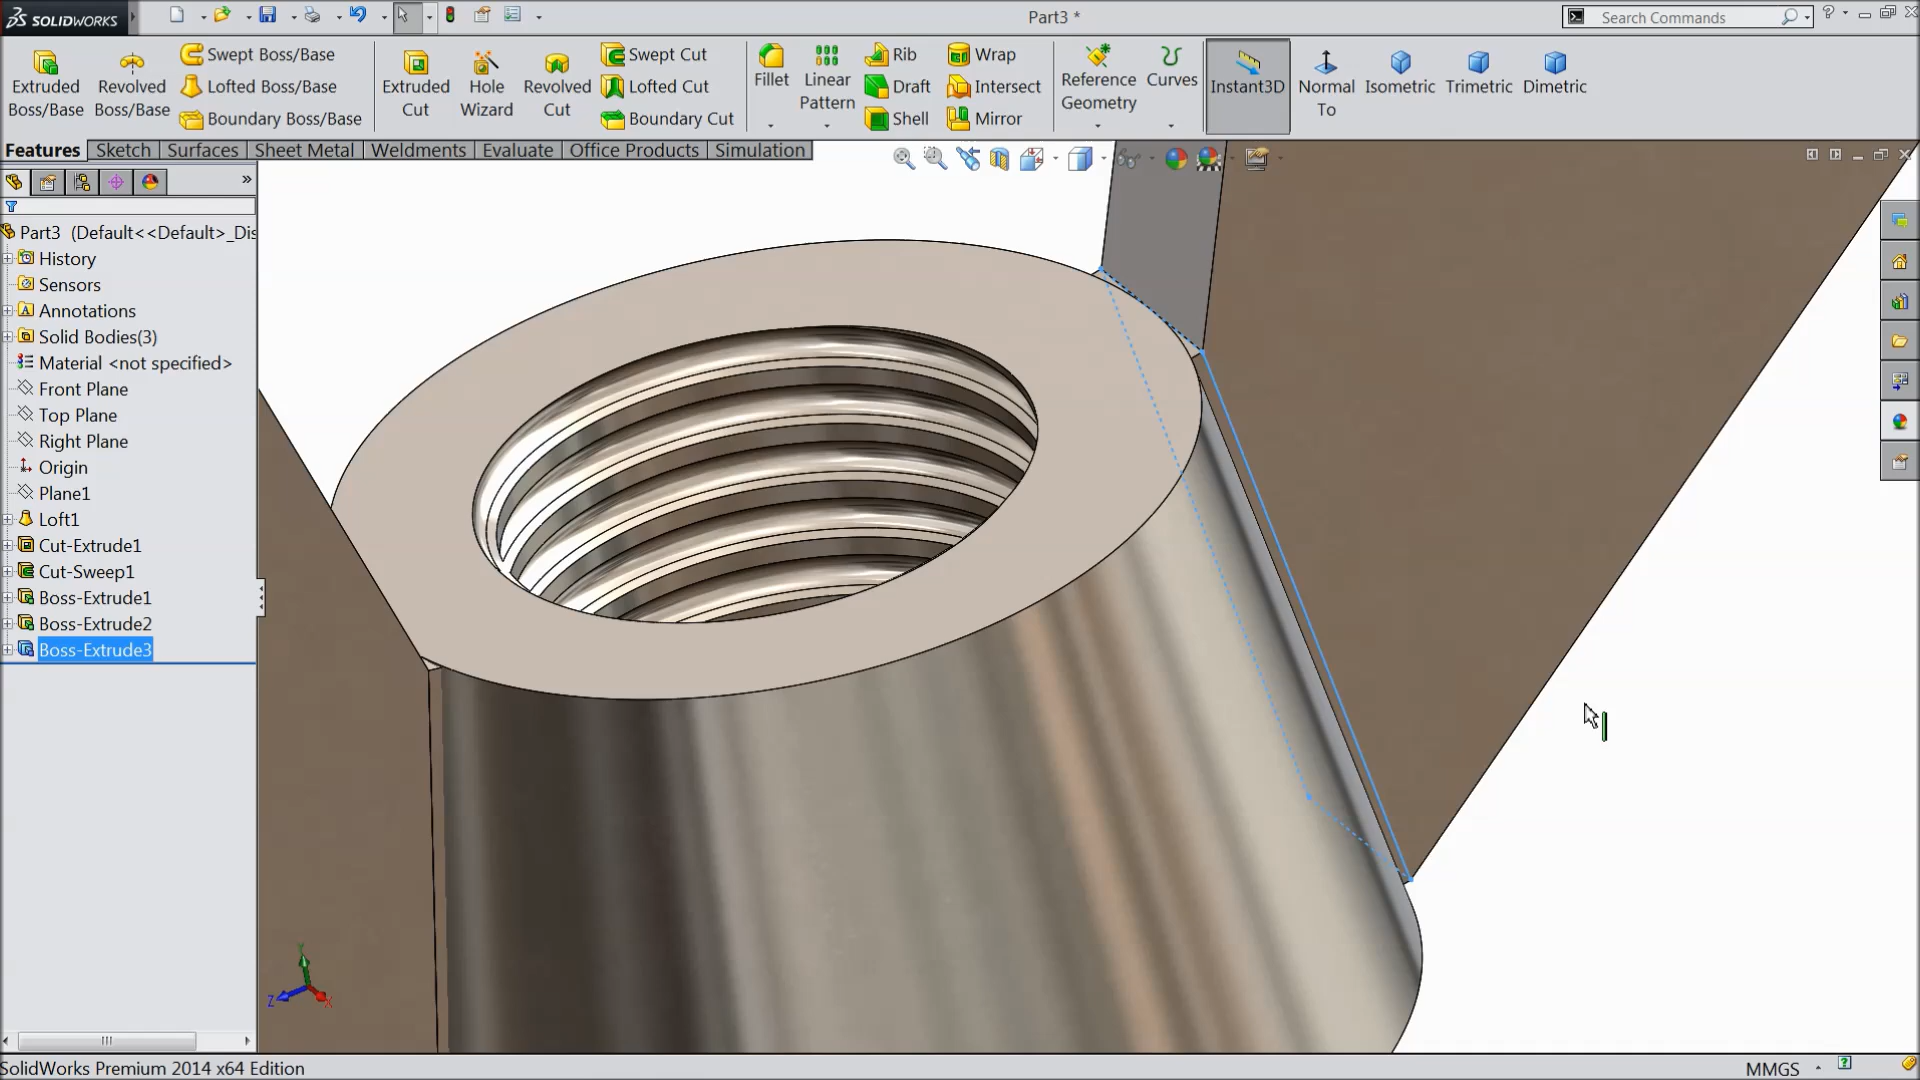 SOLIDWORKS
Part3 *
Search Commands
Extruded Boss/Base
Revolved Boss/Base
Swept Boss/Base
Lofted Boss/Base
Boundary Boss/Base
Extruded Cut
Hole Wizard
Revolved Cut
Swept Cut
Lofted Cut
Boundary Cut
Fillet
Linear Pattern
Rib
Draft
Shell
Wrap
Intersect
Mirror
Reference Geometry
Curves
Instant3D
Normal To
Isometric
Trimetric
Dimetric
Features
Sketch
Surfaces
Sheet Metal
Weldments
Evaluate
Office Products
Simulation
Part3 (Default<<Default>_Dis
History
Sensors
Annotations
Solid Bodies(3)
Material <not specified>
Front Plane
Top Plane
Right Plane
Origin
Plane1
Loft1
Cut-Extrude1
Cut-Sweep1
Boss-Extrude1
Boss-Extrude2
Boss-Extrude3
Y
Z
X
SolidWorks Premium 2014 x64 Edition
MMGS